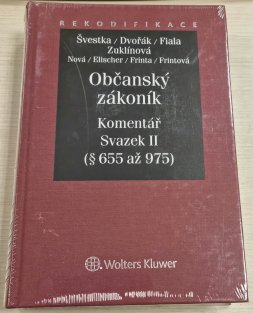 REKODIFIKACE
Švestka / Dvořák / Fiala
Zuklínová
Nová / Elischer / Frinta / Frintová
Občanský
zákoník
Komentář
Svazek II
(§ 655 až 975)
Wolters Kluwer